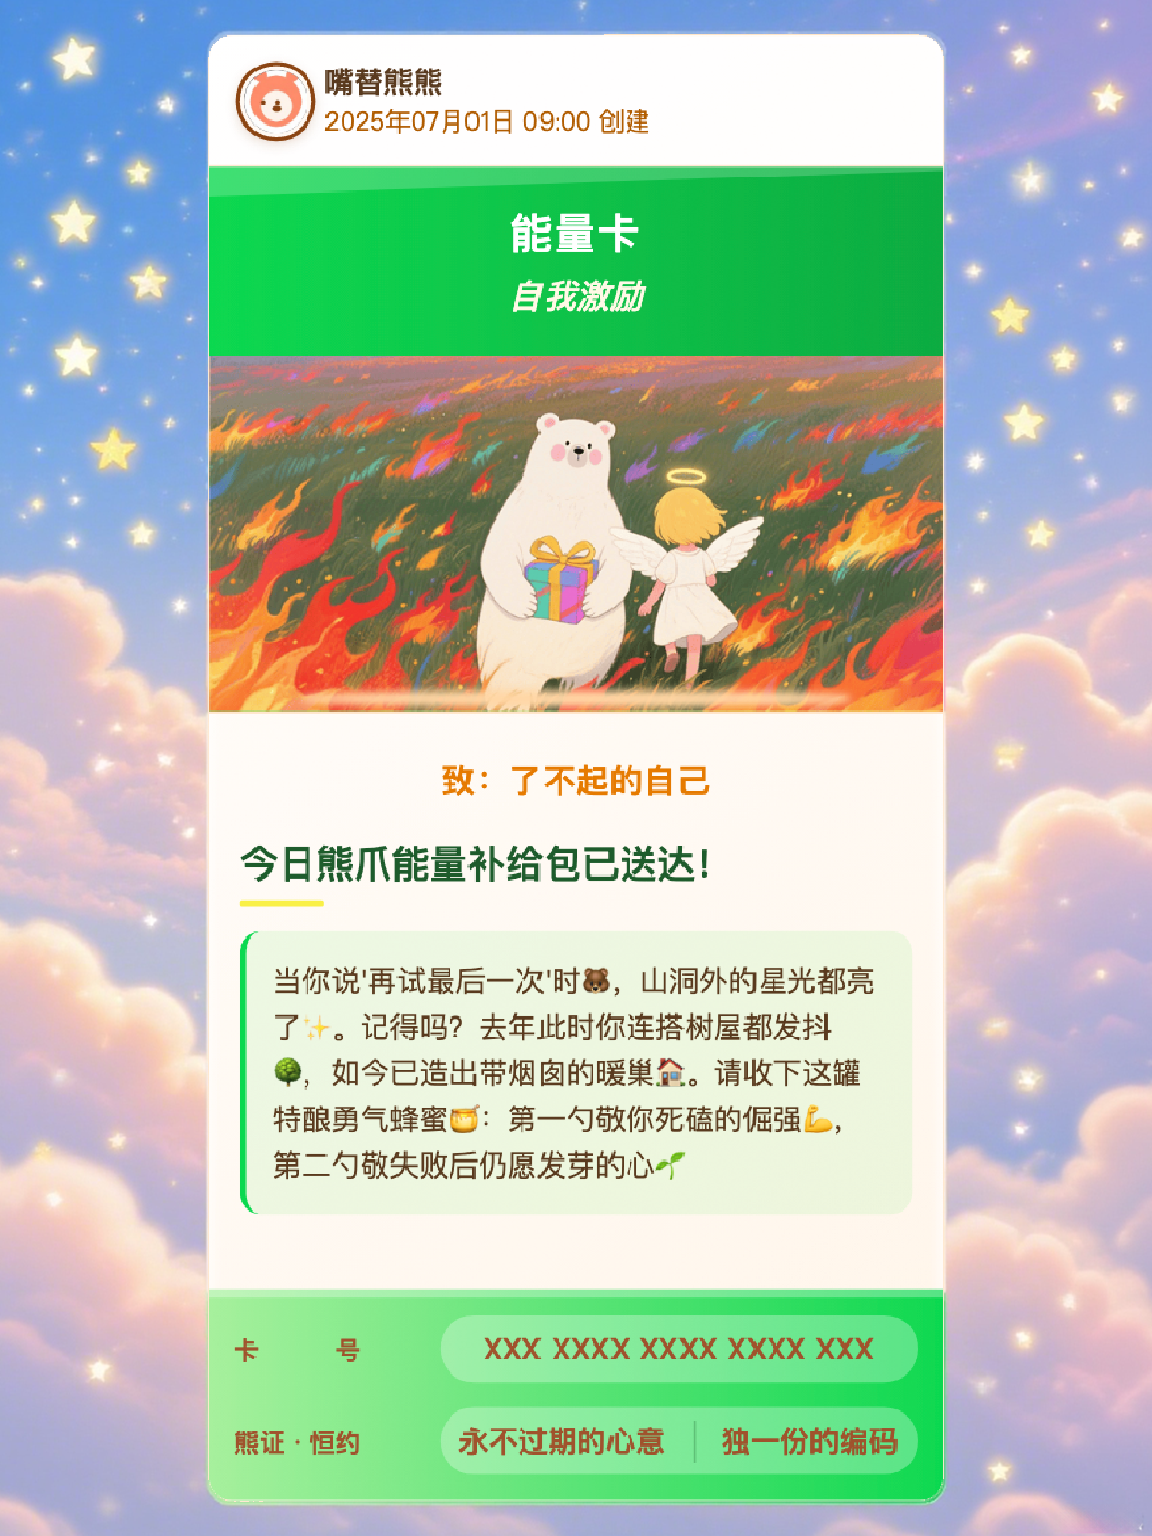 嘴替熊熊
2025年07月01日 09:00 创建
能量卡
自我激励
致：了不起的自己
今日熊爪能量补给包已送达！
当你说'再试最后一次'时🐻，山洞外的星光都亮
了✨。记得吗？去年此时你连搭树屋都发抖
🌳，如今已造出带烟囱的暖巢🏠。请收下这罐
特酿勇气蜂蜜🍯：第一勺敬你死磕的倔强💪，
第二勺敬失败后仍愿发芽的心🌱
卡号 XXX XXXX XXXX XXXX XXX
熊证·恒约 永不过期的心意 独一份的编码